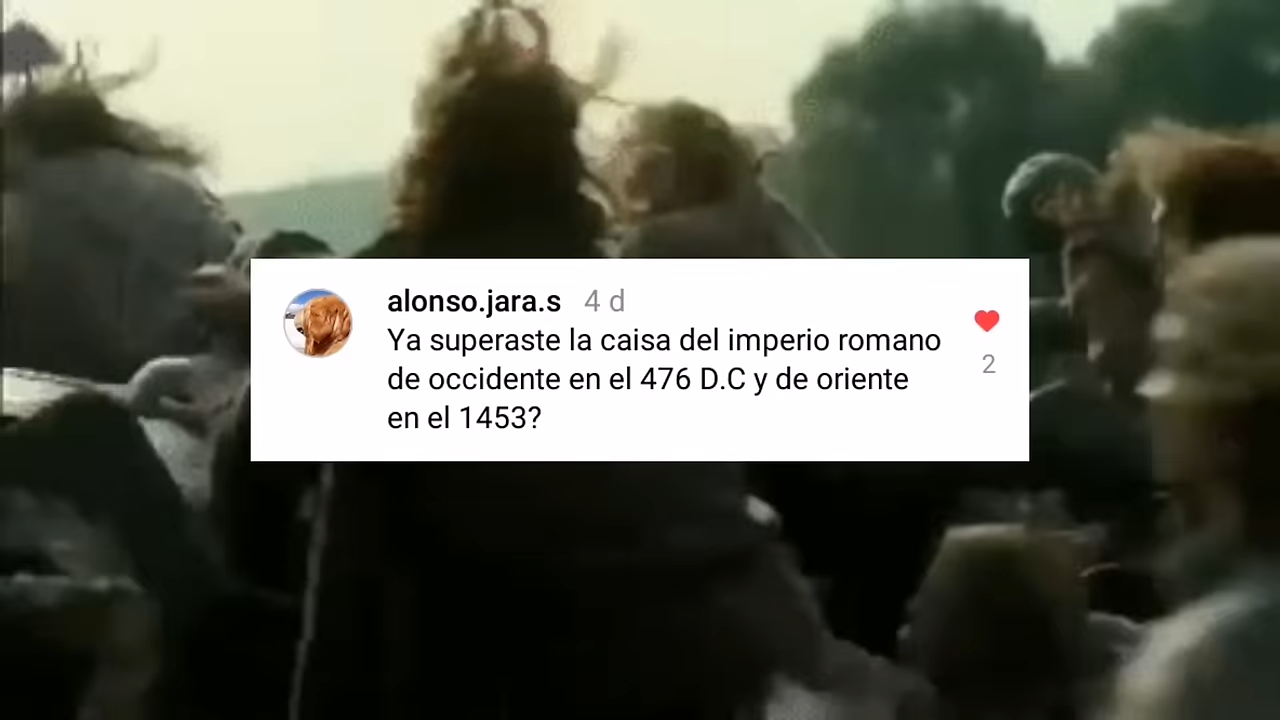 alonso.jara.s 4 d
Ya superaste la caisa del imperio romano
de occidente en el 476 D.C y de oriente
en el 1453?
2